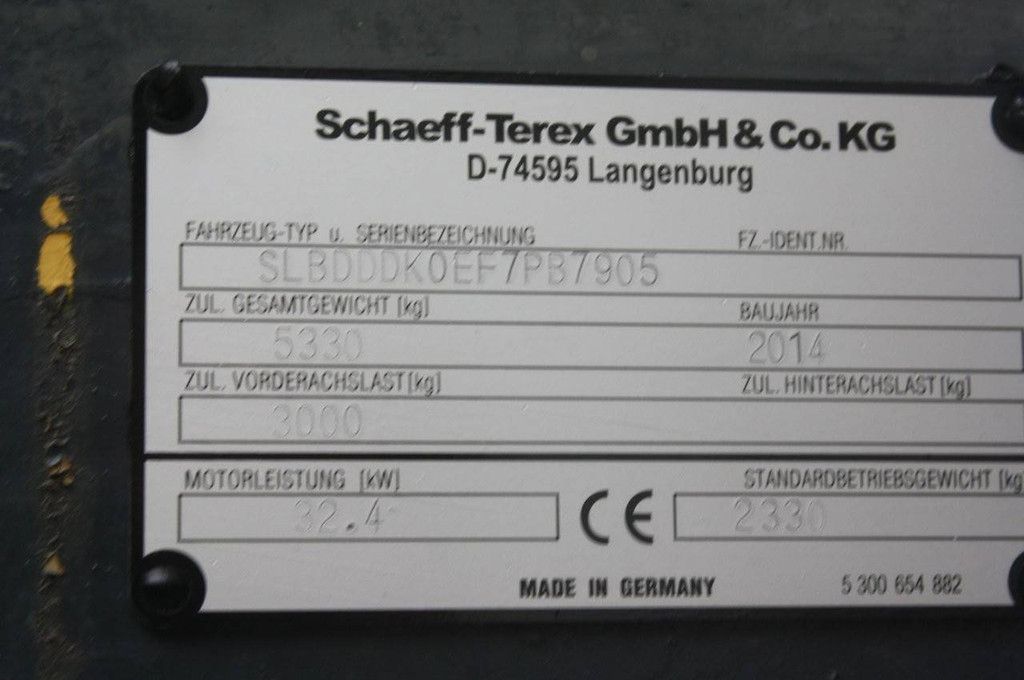 Schaeff-Terex GmbH & Co. KG
D-74595 Langenburg
FAHRZEUG-TYP u. SERIENBEZEICHNUNG FZ.-IDENT.NR.
SLBDDDK0EF7PB7905
ZUL. GESAMTGEWICHT [kg] BAUJAHR
5330 2014
ZUL. VORDERACHSLAST [kg] ZUL. HINTERACHSLAST [kg]
3000
MOTORLEISTUNG [kW] STANDARDBETRIEBSGEWICHT [kg
32.4 CE 2330
MADE IN GERMANY 5 300 654 882